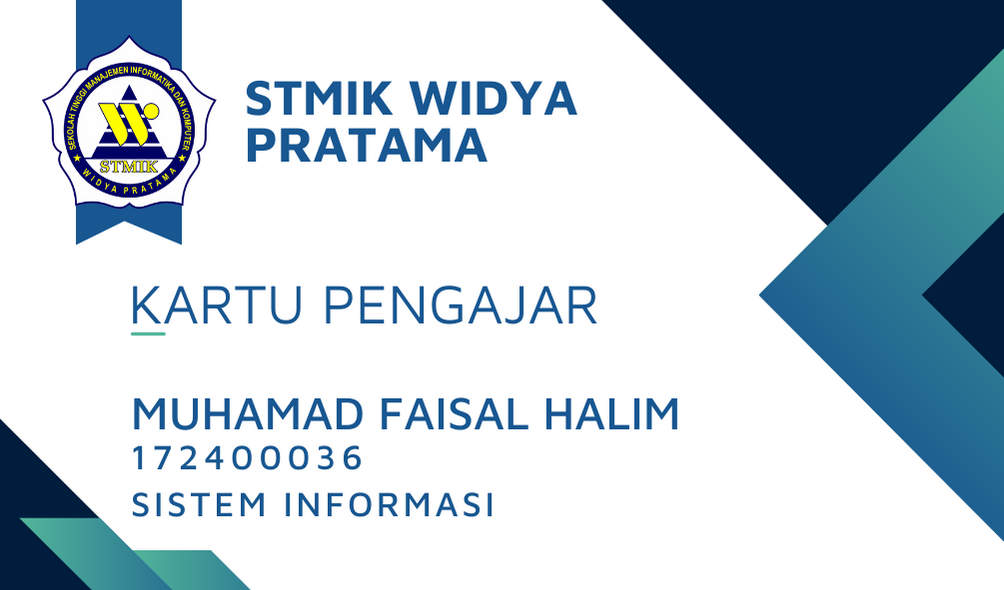 SEKOLAH TINGGI MANAJEMEN INFORMATIKA DAN KOMPUTER
W
STMIK
WIDYA PRATAMA
STMIK WIDYA
PRATAMA
KARTU PENGAJAR
MUHAMAD FAISAL HALIM
172400036
SISTEM INFORMASI